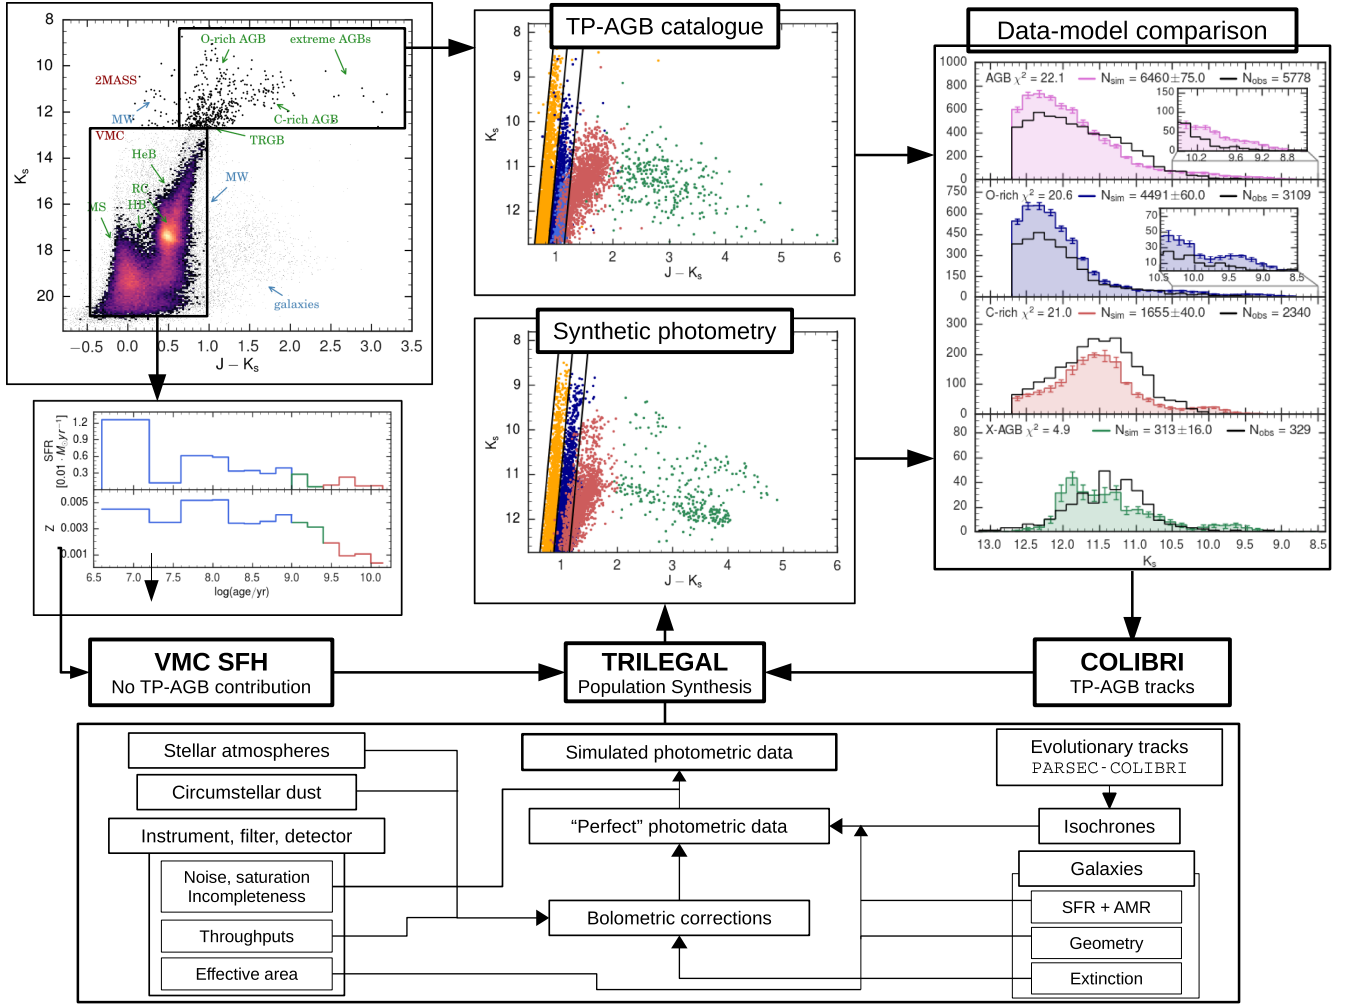 8
10
12
14
16
18
20
Ks
O-rich AGB
extreme AGBs
2MASS
MW
C-rich AGB
VMC
TRGB
HeB
MW
RC
HB
MS
galaxies
−0.5 0.0 0.5 1.0 1.5 2.0 2.5 3.0 3.5
J − Ks
TP-AGB catalogue
8
9
10
11
12
Ks
1 2 3 4 5 6
J − Ks
Synthetic photometry
8
9
10
11
12
Ks
1 2 3 4 5 6
J − Ks
Data-model comparison
1000
800
600
400
200
0
AGB χ² = 22.1 Nsim = 6460±75.0 Nobs = 5778
150
100
50
0
10.2 9.6 9.2 8.8
750
600
450
300
150
0
O-rich χ² = 20.6 Nsim = 4491±60.0 Nobs = 3109
70
50
30
10
10.5 10.0 9.5 9.0 8.5
300
200
100
0
C-rich χ² = 21.0 Nsim = 1655±40.0 Nobs = 2340
80
60
40
20
0
X-AGB χ² = 4.9 Nsim = 313±16.0 Nobs = 329
13.0 12.5 12.0 11.5 11.0 10.5 10.0 9.5 9.0 8.5
Ks
SFR
[0.01 · M⊙yr⁻¹]
1.2
0.9
0.6
0.3
Z
0.005
0.003
0.001
6.5 7.0 7.5 8.0 8.5 9.0 9.5 10.0
log(age/yr)
VMC SFH
No TP-AGB contribution
TRILEGAL
Population Synthesis
COLIBRI
TP-AGB tracks
Stellar atmospheres
Circumstellar dust
Instrument, filter, detector
Noise, saturation
Incompleteness
Throughputs
Effective area
Simulated photometric data
“Perfect” photometric data
Bolometric corrections
Evolutionary tracks
PARSEC-COLIBRI
Isochrones
Galaxies
SFR + AMR
Geometry
Extinction